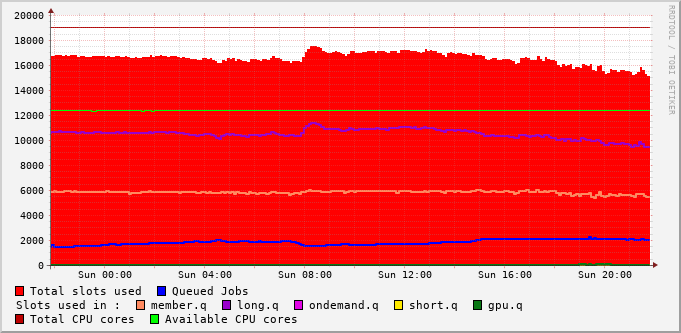 20000
18000
16000
14000
12000
10000
8000
6000
4000
2000
0
Sun 00:00 Sun 04:00 Sun 08:00 Sun 12:00 Sun 16:00 Sun 20:00
RRDTOOL / TOBI OETIKER
Total slots used Queued Jobs
Slots used in : member.q long.q ondemand.q short.q gpu.q
Total CPU cores Available CPU cores